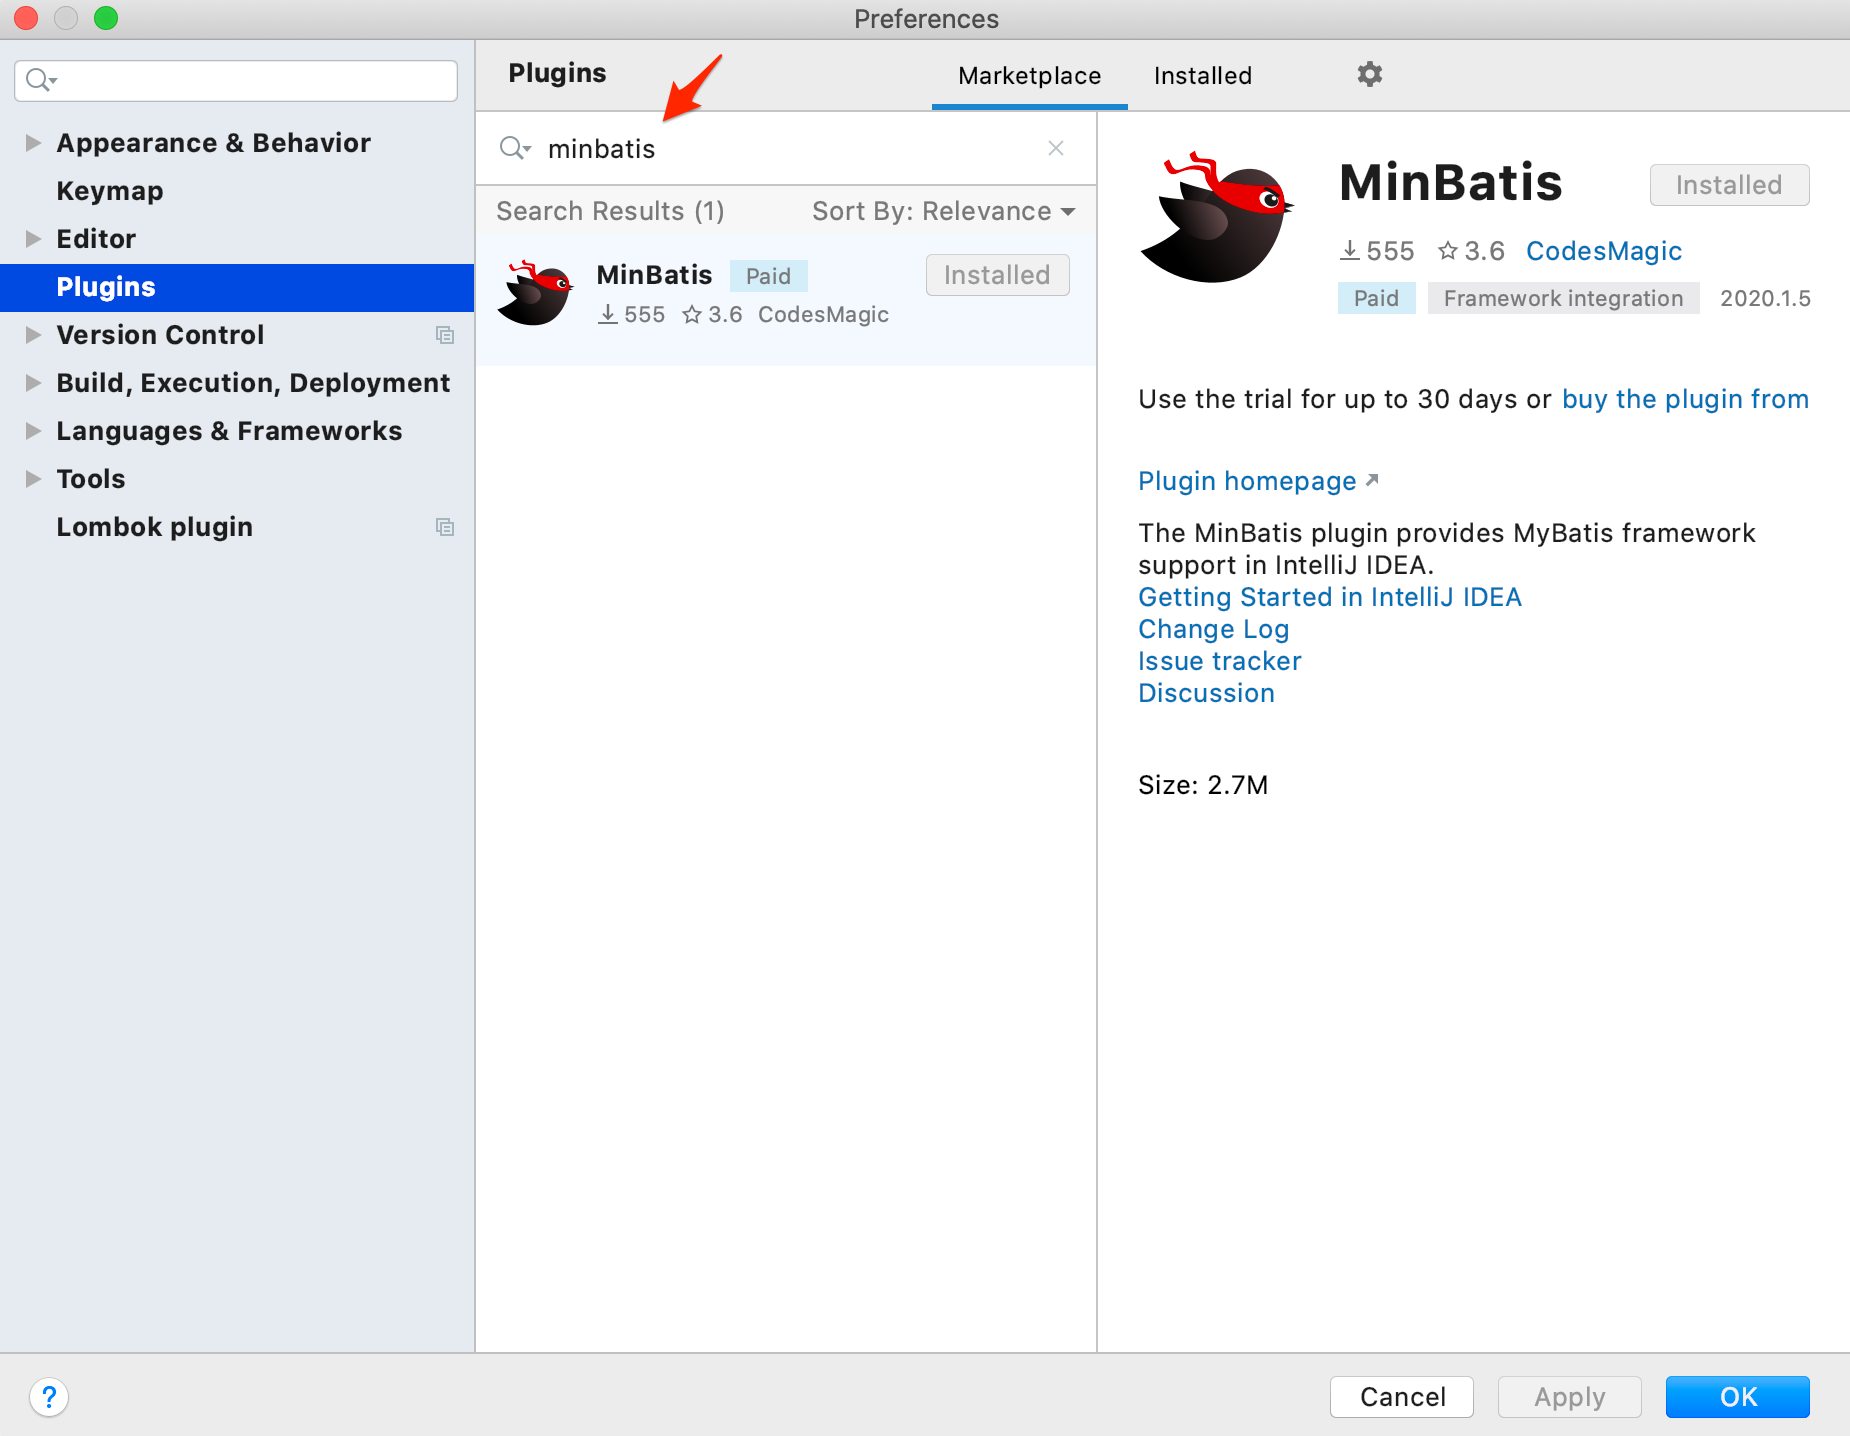 Preferences
Appearance & Behavior
Keymap
Editor
Plugins
Version Control
Build, Execution, Deployment
Languages & Frameworks
Tools
Lombok plugin
Plugins
Marketplace
Installed
minbatis
Search Results (1)
Sort By: Relevance
MinBatis
Paid
Installed
555
3.6
CodesMagic
MinBatis
Installed
555
3.6
CodesMagic
Paid
Framework integration
2020.1.5
Use the trial for up to 30 days or buy the plugin from
Plugin homepage
The MinBatis plugin provides MyBatis framework
support in IntelliJ IDEA.
Getting Started in IntelliJ IDEA
Change Log
Issue tracker
Discussion
Size: 2.7M
?
Cancel
Apply
OK